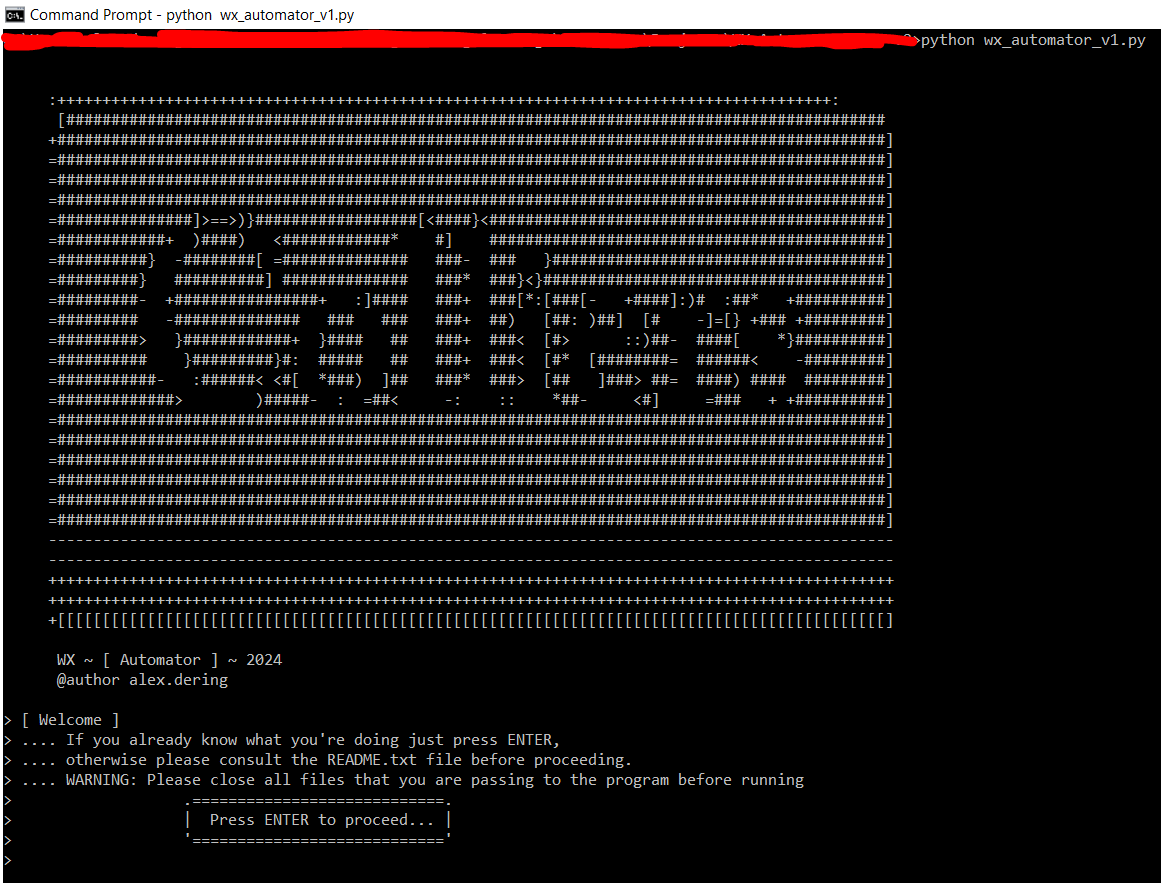 Command Prompt - python wx_automator_v1.py
>python wx_automator_v1.py
WX ~ [ Automator ] ~ 2024
@author alex.dering
> [ Welcome ]
> .... If you already know what you're doing just press ENTER,
> .... otherwise please consult the README.txt file before proceeding.
> .... WARNING: Please close all files that you are passing to the program before running
> .============================.
> | Press ENTER to proceed... |
> '============================'
>